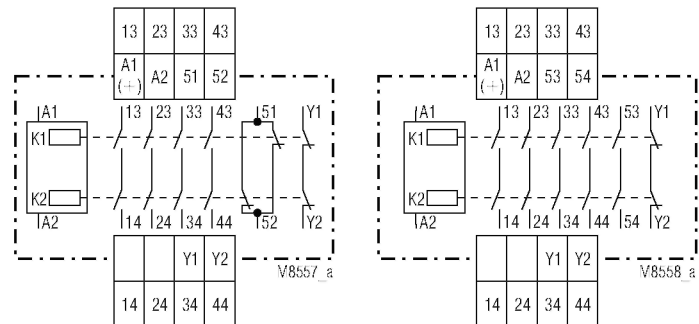 13 23 33 43
A1 (+) A2 51 52
A1 13 23 33 43 51 Y1
K1
K2
A2 14 24 34 44 52 Y2
Y1 Y2
14 24 34 44
M8557_a
13 23 33 43
A1 (+) A2 53 54
A1 13 23 33 43 53 Y1
K1
K2
A2 14 24 34 44 54 Y2
Y1 Y2
14 24 34 44
M8558_a